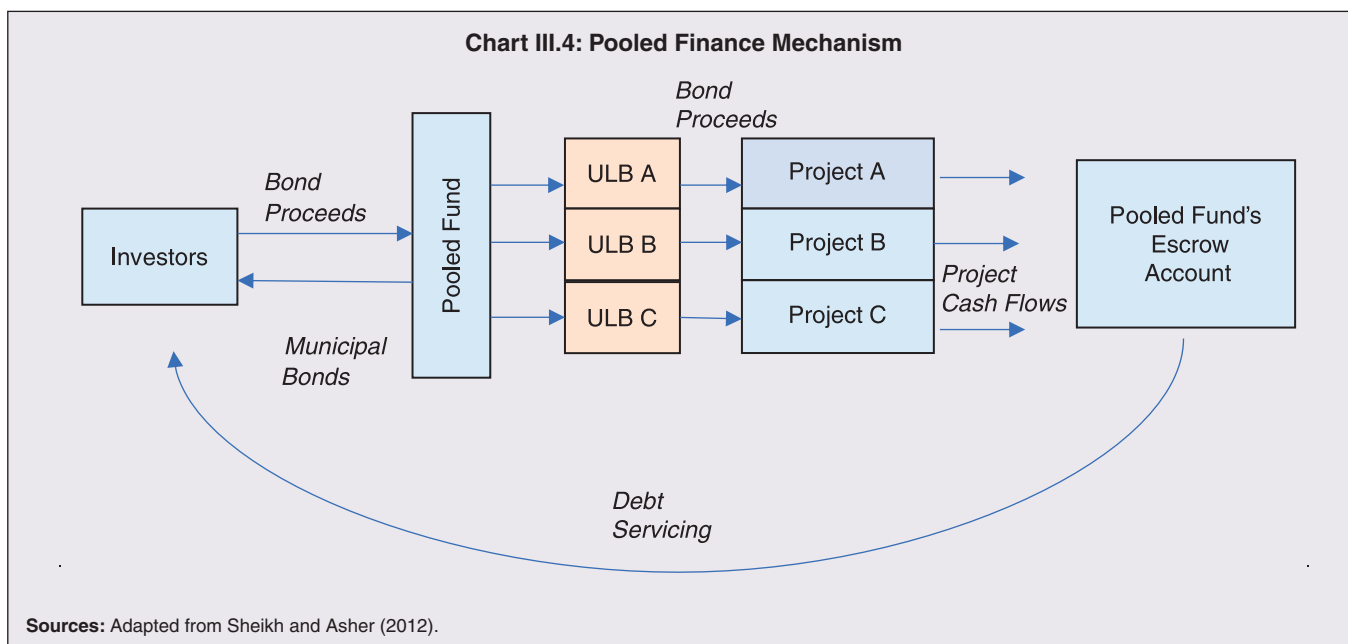 Chart III.4: Pooled Finance Mechanism
Bond
Proceeds
Bond
Proceeds
Investors
Municipal
Bonds
Pooled Fund
ULB A
ULB B
ULB C
Project A
Project B
Project C
Project
Cash Flows
Pooled Fund's
Escrow
Account
Debt
Servicing
Sources: Adapted from Sheikh and Asher (2012).